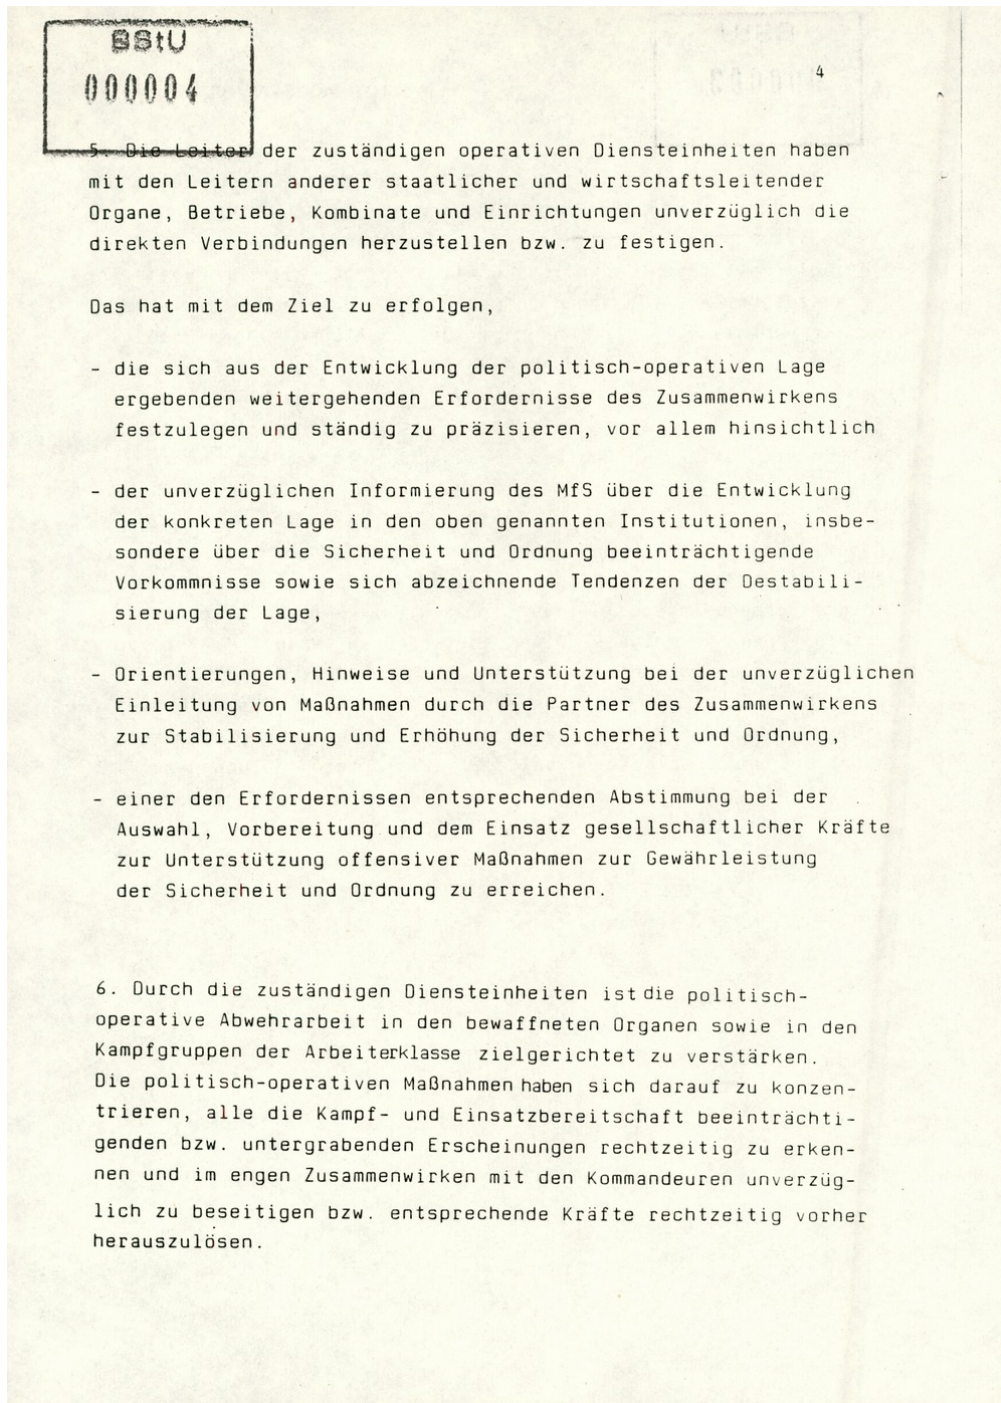 BStU
000004
4
5. Die Leiter der zuständigen operativen Diensteinheiten haben
mit den Leitern anderer staatlicher und wirtschaftsleitender
Organe, Betriebe, Kombinate und Einrichtungen unverzüglich die
direkten Verbindungen herzustellen bzw. zu festigen.
Das hat mit dem Ziel zu erfolgen,
- die sich aus der Entwicklung der politisch-operativen Lage
ergebenden weitergehenden Erfordernisse des Zusammenwirkens
festzulegen und ständig zu präzisieren, vor allem hinsichtlich
- der unverzüglichen Informierung des MfS über die Entwicklung
der konkreten Lage in den oben genannten Institutionen, insbe-
sondere über die Sicherheit und Ordnung beeinträchtigende
Vorkommnisse sowie sich abzeichnende Tendenzen der Destabili-
sierung der Lage,
- Orientierungen, Hinweise und Unterstützung bei der unverzüglichen
Einleitung von Maßnahmen durch die Partner des Zusammenwirkens
zur Stabilisierung und Erhöhung der Sicherheit und Ordnung,
- einer den Erfordernissen entsprechenden Abstimmung bei der
Auswahl, Vorbereitung und dem Einsatz gesellschaftlicher Kräfte
zur Unterstützung offensiver Maßnahmen zur Gewährleistung
der Sicherheit und Ordnung zu erreichen.
6. Durch die zuständigen Diensteinheiten ist die politisch-
operative Abwehrarbeit in den bewaffneten Organen sowie in den
Kampfgruppen der Arbeiterklasse zielgerichtet zu verstärken.
Die politisch-operativen Maßnahmen haben sich darauf zu konzen-
trieren, alle die Kampf- und Einsatzbereitschaft beeinträchti-
genden bzw. untergrabenden Erscheinungen rechtzeitig zu erken-
nen und im engen Zusammenwirken mit den Kommandeuren unverzüg-
lich zu beseitigen bzw. entsprechende Kräfte rechtzeitig vorher
herauszulösen.